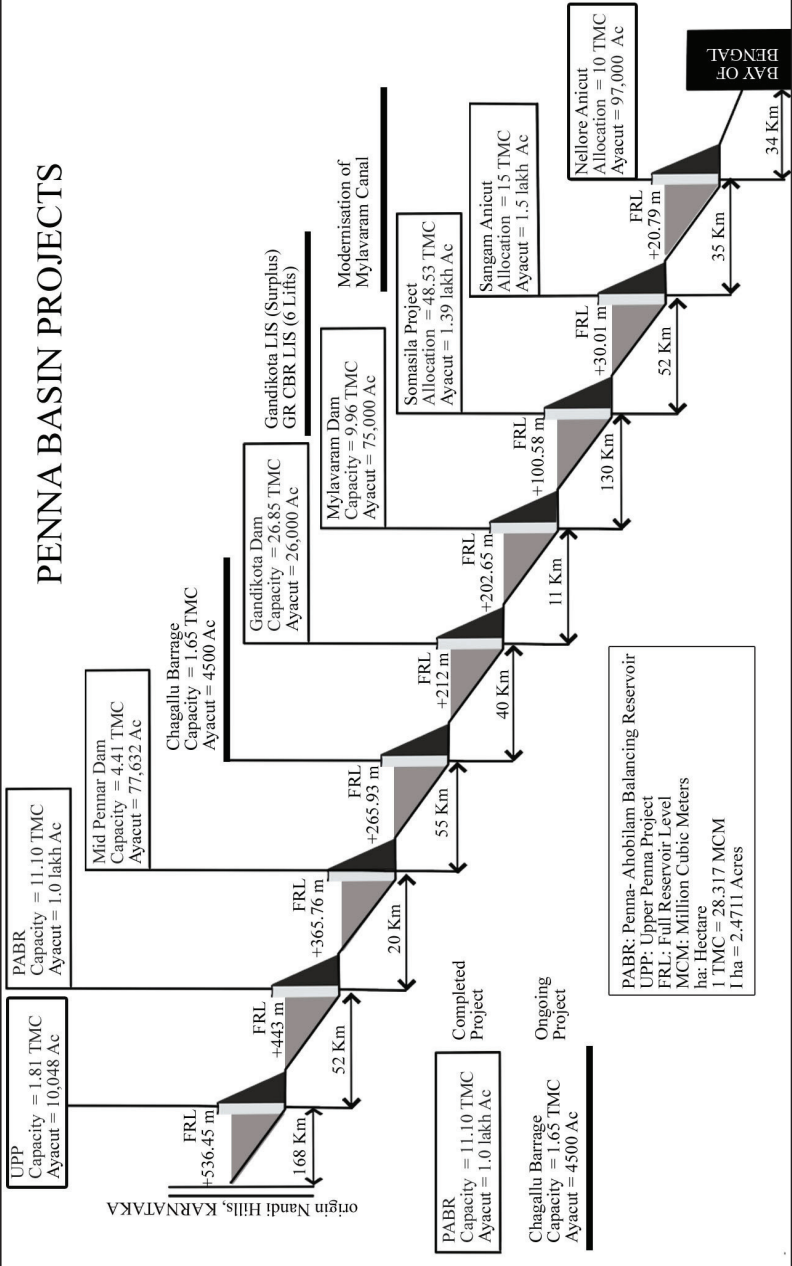 PENNA BASIN PROJECTS
UPP
Capacity = 1.81 TMC
Ayacut = 10,048 Ac
PABR
Capacity = 11.10 TMC
Ayacut = 1.0 lakh Ac
Mid Pennar Dam
Capacity = 4.41 TMC
Ayacut = 77,632 Ac
Chagallu Barrage
Capacity = 1.65 TMC
Ayacut = 4500 Ac
Gandikota Dam
Capacity = 26.85 TMC
Ayacut = 26,000 Ac
Gandikota LIS (Surplus)
GR CBR LIS (6 Lifts)
Mylavaram Dam
Capacity = 9.96 TMC
Ayacut = 75,000 Ac
Modernisation of
Mylavaram Canal
Somasila Project
Allocation = 48.53 TMC
Ayacut = 1.39 lakh Ac
Sangam Anicut
Allocation = 15 TMC
Ayacut = 1.5 lakh Ac
Nellore Anicut
Allocation = 10 TMC
Ayacut = 97,000 Ac
BAY OF
BENGAL
origin Nandi Hills, KARNATAKA
FRL
+536.45 m
168 Km
FRL
+443 m
52 Km
FRL
+365.76 m
20 Km
FRL
+265.93 m
55 Km
FRL
+212 m
40 Km
FRL
+202.65 m
11 Km
FRL
+100.58 m
130 Km
FRL
+30.01 m
52 Km
FRL
+20.79 m
35 Km
34 Km
PABR
Capacity = 11.10 TMC
Ayacut = 1.0 lakh Ac
Completed
Project
Chagallu Barrage
Capacity = 1.65 TMC
Ayacut = 4500 Ac
Ongoing
Project
PABR: Penna- Ahobilam Balancing Reservoir
UPP: Upper Penna Project
FRL: Full Reservoir Level
MCM: Million Cubic Meters
ha: Hectare
1 TMC = 28.317 MCM
I ha = 2.4711 Acres